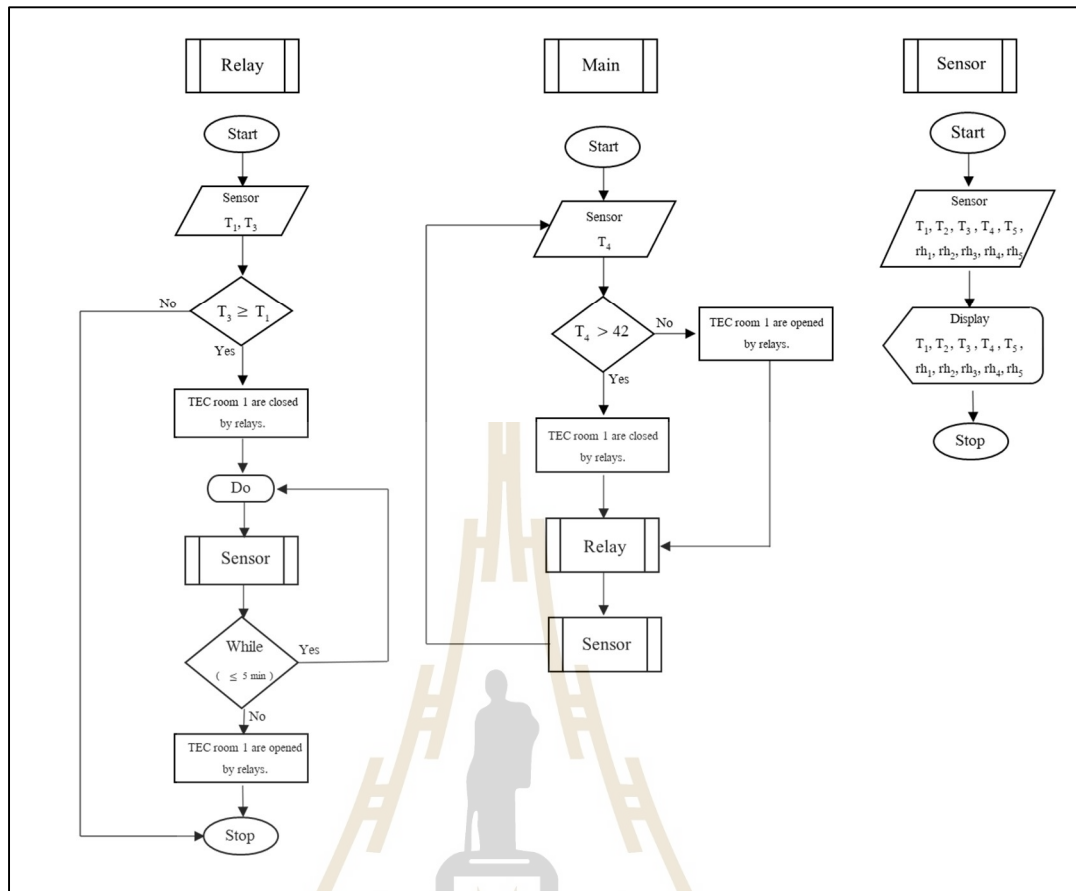 Relay
Start
Sensor
T₁, T₃
T₃ ≥ T₁
No
Yes
TEC room 1 are closed
by relays.
Do
Sensor
While
( ≤ 5 min )
Yes
No
TEC room 1 are opened
by relays.
Stop
Main
Start
Sensor
T₄
T₄ > 42
No
TEC room 1 are opened
by relays.
Yes
TEC room 1 are closed
by relays.
Relay
Sensor
Sensor
Start
Sensor
T₁, T₂ , T₃ , T₄ , T₅ ,
rh₁, rh₂, rh₃, rh₄, rh₅
Display
T₁, T₂ , T₃ , T₄ , T₅ ,
rh₁, rh₂, rh₃, rh₄, rh₅
Stop